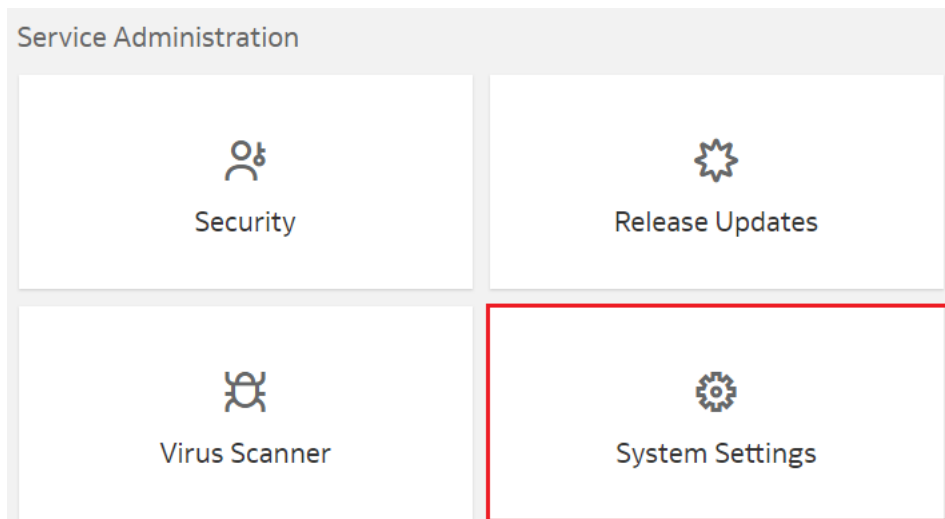 Service Administration
Security
Release Updates
Virus Scanner
System Settings